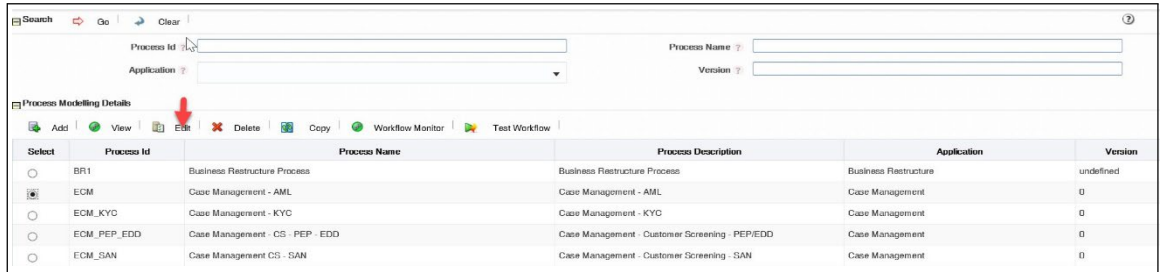 Search Go Clear ?
Process Id ? Process Name ?
Application ? Version ?
Process Modelling Details
Add View Edit Delete Copy Workflow Monitor Test Workflow
Select Process Id Process Name Process Description Application Version
BR1 Business Restructure Process Business Restructure Process Business Restructure undefined
ECM Case Management - AML Case Management - AML Case Management 0
ECM_KYC Case Management - KYC Case Management - KYC Case Management 0
ECM_PEP_EDD Case Management - CS - PEP - EDD Case Management - Customer Screening - PEP/EDD Case Management 0
ECM_SAN Case Management CS - SAN Case Management - Customer Screening - SAN Case Management 0